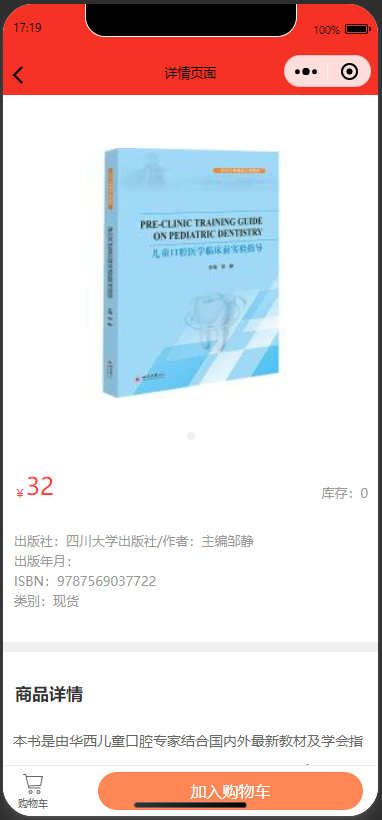 17:19
100%
详情页面
PRE-CLINIC TRAINING GUIDE
ON PEDIATRIC DENTISTRY
儿童口腔医学临床前实验指导
¥32
库存：0
出版社：四川大学出版社/作者：主编邹静
出版年月：
ISBN：9787569037722
类别：现货
商品详情
本书是由华西儿童口腔专家结合国内外最新教材及学会指
购物车
加入购物车